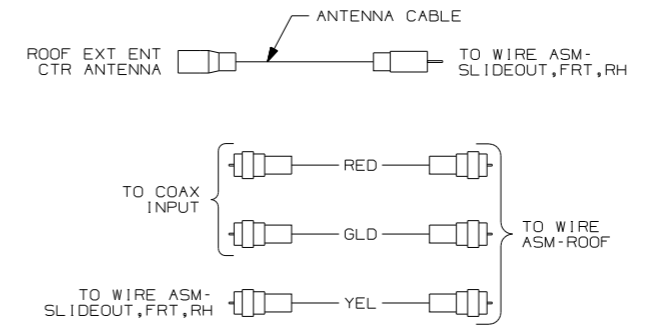 ANTENNA CABLE
ROOF EXT ENT
CTR ANTENNA
TO WIRE ASM-
SLIDEOUT,FRT,RH
RED
TO COAX
INPUT
GLD
TO WIRE
ASM-ROOF
TO WIRE ASM-
SLIDEOUT,FRT,RH
YEL